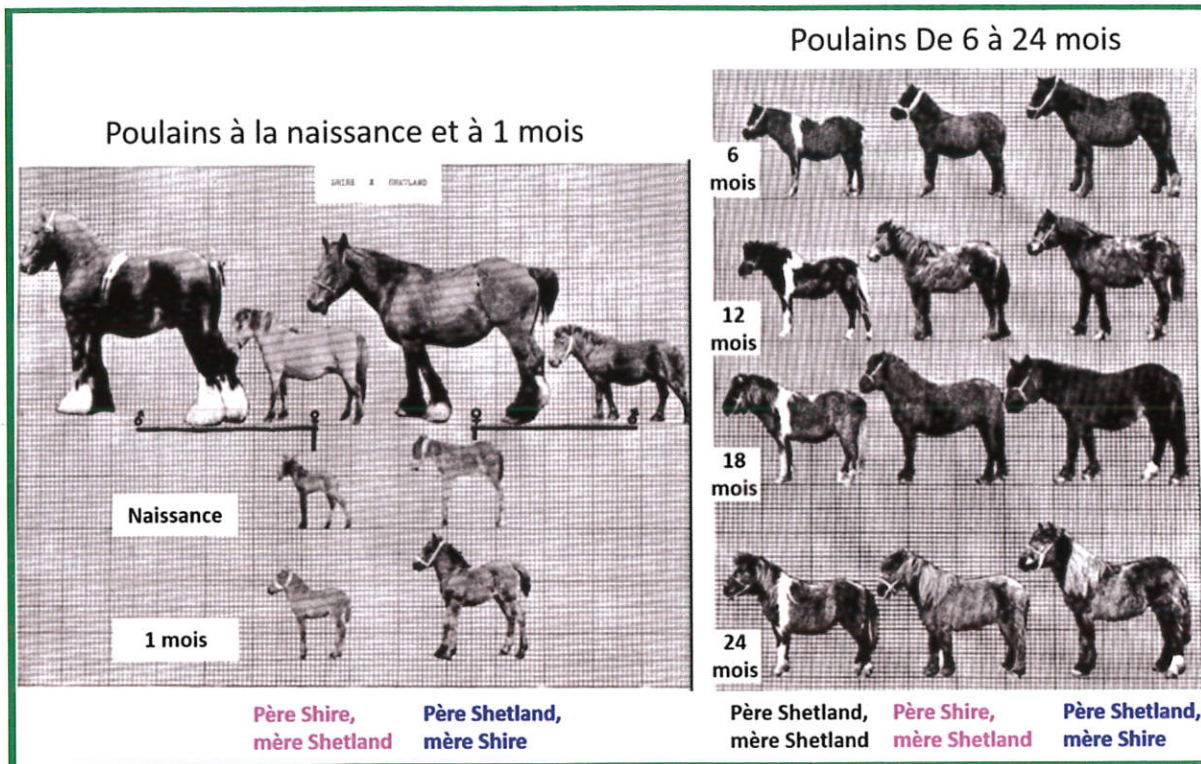 Poulains à la naissance et à 1 mois
SHIRE X SHETLAND
Naissance
1 mois
Père Shire,
mère Shetland
Père Shetland,
mère Shire
Poulains De 6 à 24 mois
6
mois
12
mois
18
mois
24
mois
Père Shetland,
mère Shetland
Père Shire,
mère Shetland
Père Shetland,
mère Shire